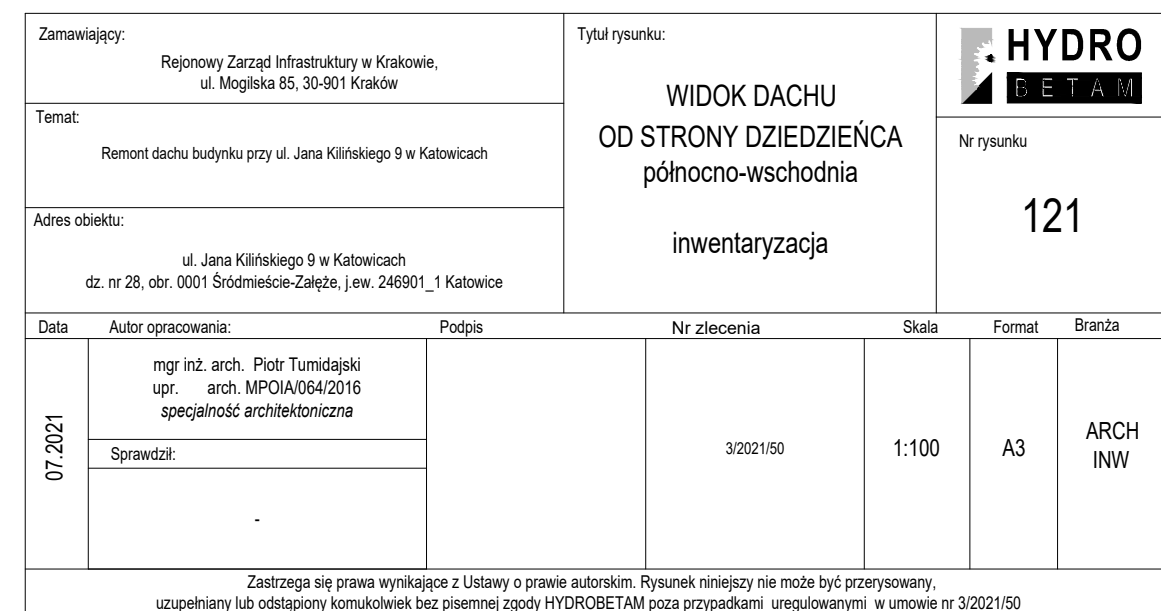 Zamawiający:
Rejonowy Zarząd Infrastruktury w Krakowie,
ul. Mogilska 85, 30-901 Kraków
Temat:
Remont dachu budynku przy ul. Jana Kilińskiego 9 w Katowicach
Adres obiektu:
ul. Jana Kilińskiego 9 w Katowicach
dz. nr 28, obr. 0001 Śródmieście-Załęże, j.ew. 246901_1 Katowice
Tytuł rysunku:
WIDOK DACHU
OD STRONY DZIEDZIEŃCA
północno-wschodnia
inwentaryzacja
HYDRO
BETAM
Nr rysunku
121
Data
Autor opracowania:
Podpis
Nr zlecenia
Skala
Format
Branża
07.2021
mgr inż. arch. Piotr Tumidajski
upr. arch. MPOIA/064/2016
specjalność architektoniczna
Sprawdził:
-
3/2021/50
1:100
A3
ARCH
INW
Zastrzega się prawa wynikające z Ustawy o prawie autorskim. Rysunek niniejszy nie może być przerysowany,
uzupełniany lub odstąpiony komukolwiek bez pisemnej zgody HYDROBETAM poza przypadkami uregulowanymi w umowie nr 3/2021/50